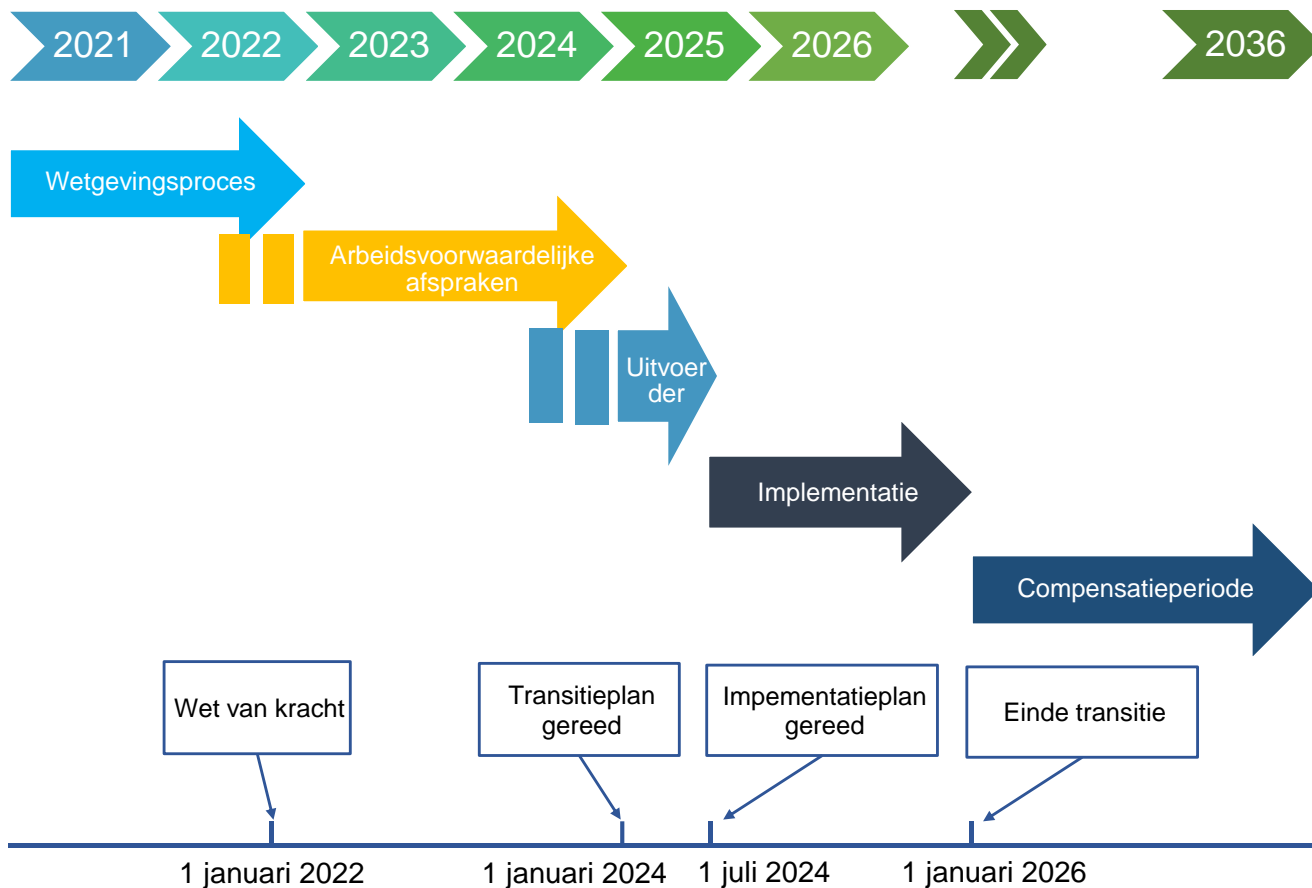 2021 2022 2023 2024 2025 2026 2036
Wetgevingsproces
Arbeidsvoorwaardelijke
afspraken
Uitvoer
der
Implementatie
Compensatieperiode
Wet van kracht
Transitieplan
gereed
Impementatieplan
gereed
Einde transitie
1 januari 2022 1 januari 2024 1 juli 2024 1 januari 2026